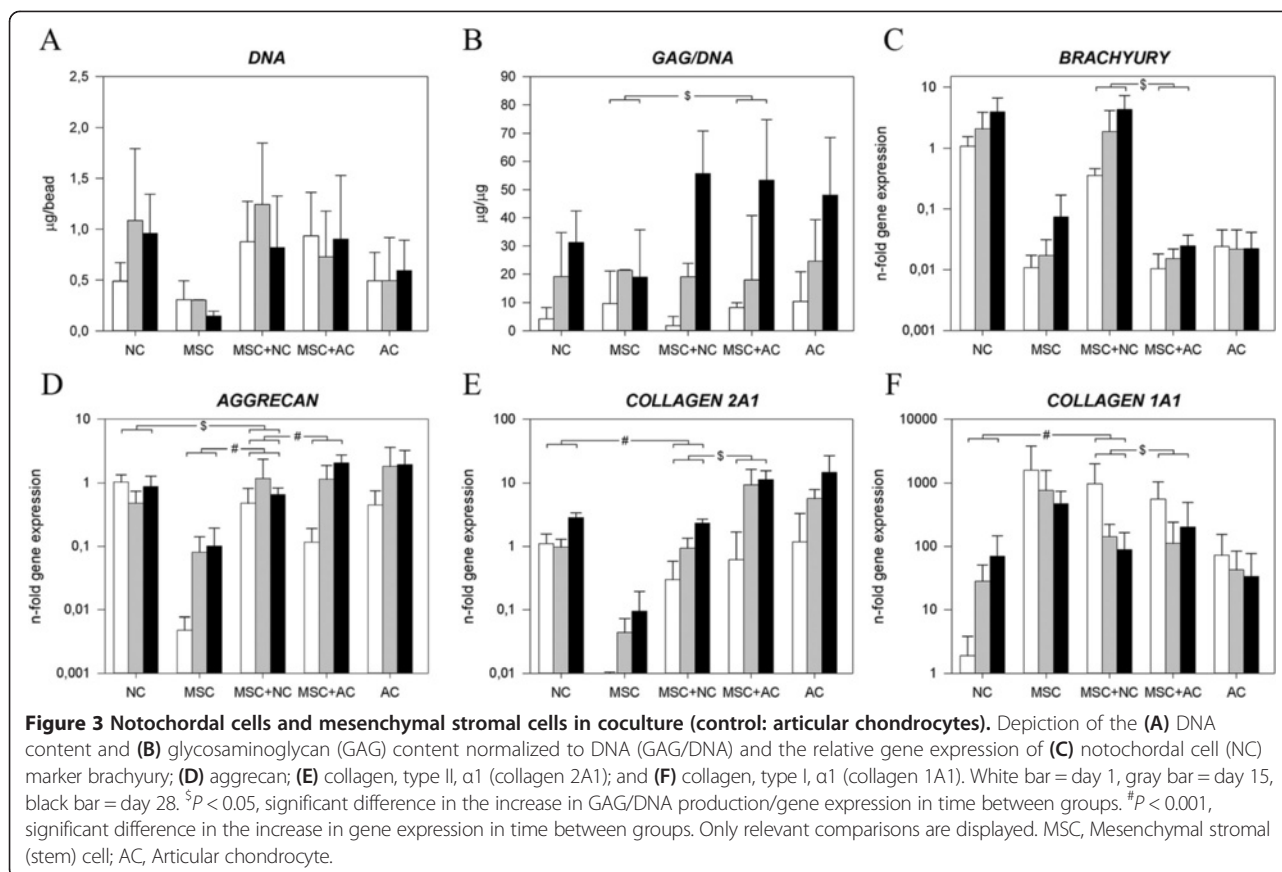 A
DNA
µg/bead
2,5
2,0
1,5
1,0
0,5
0,0
NC MSC MSC+NC MSC+AC AC
B
GAG/DNA
µg/µg
90
80
70
60
50
40
30
20
10
0
$
NC MSC MSC+NC MSC+AC AC
C
BRACHYURY
n-fold gene expression
10
1
0,1
0,01
0,001
$
NC MSC MSC+NC MSC+AC AC
D
AGGRECAN
n-fold gene expression
10
1
0,1
0,01
0,001
$
#
#
NC MSC MSC+NC MSC+AC AC
E
COLLAGEN 2A1
n-fold gene expression
100
10
1
0,1
0,01
#
$
NC MSC MSC+NC MSC+AC AC
F
COLLAGEN 1A1
n-fold gene expression
10000
1000
100
10
1
#
$
NC MSC MSC+NC MSC+AC AC
Figure 3 Notochordal cells and mesenchymal stromal cells in coculture (control: articular chondrocytes). Depiction of the (A) DNA
content and (B) glycosaminoglycan (GAG) content normalized to DNA (GAG/DNA) and the relative gene expression of (C) notochordal cell (NC)
marker brachyury; (D) aggrecan; (E) collagen, type II, α1 (collagen 2A1); and (F) collagen, type I, α1 (collagen 1A1). White bar = day 1, gray bar = day 15,
black bar = day 28. $P < 0.05, significant difference in the increase in GAG/DNA production/gene expression in time between groups. #P < 0.001,
significant difference in the increase in gene expression in time between groups. Only relevant comparisons are displayed. MSC, Mesenchymal stromal
(stem) cell; AC, Articular chondrocyte.